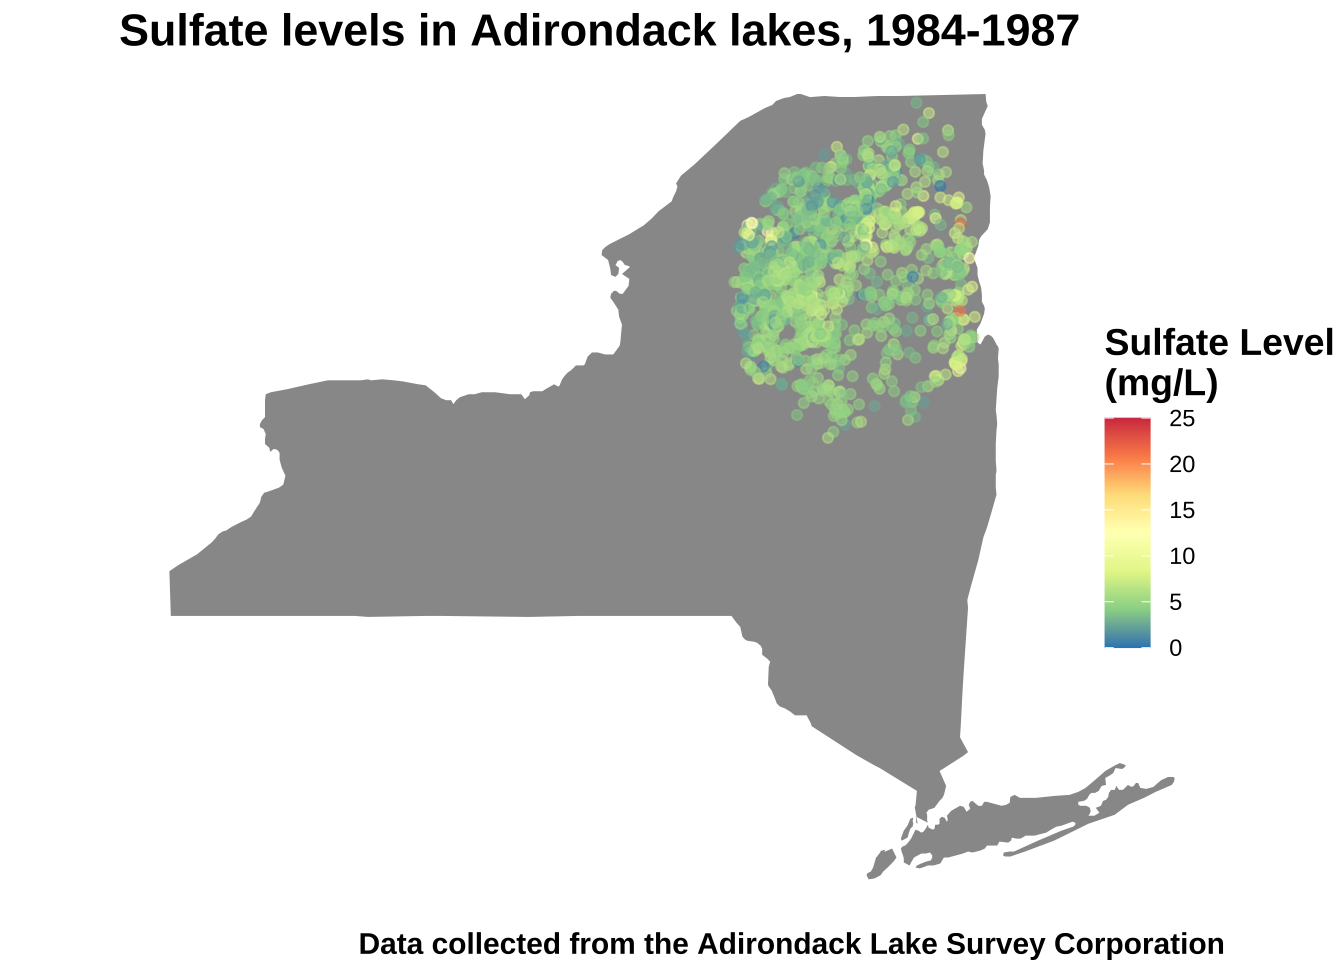 Sulfate levels in Adirondack lakes, 1984-1987
Sulfate Level
(mg/L)
25
20
15
10
5
0
Data collected from the Adirondack Lake Survey Corporation